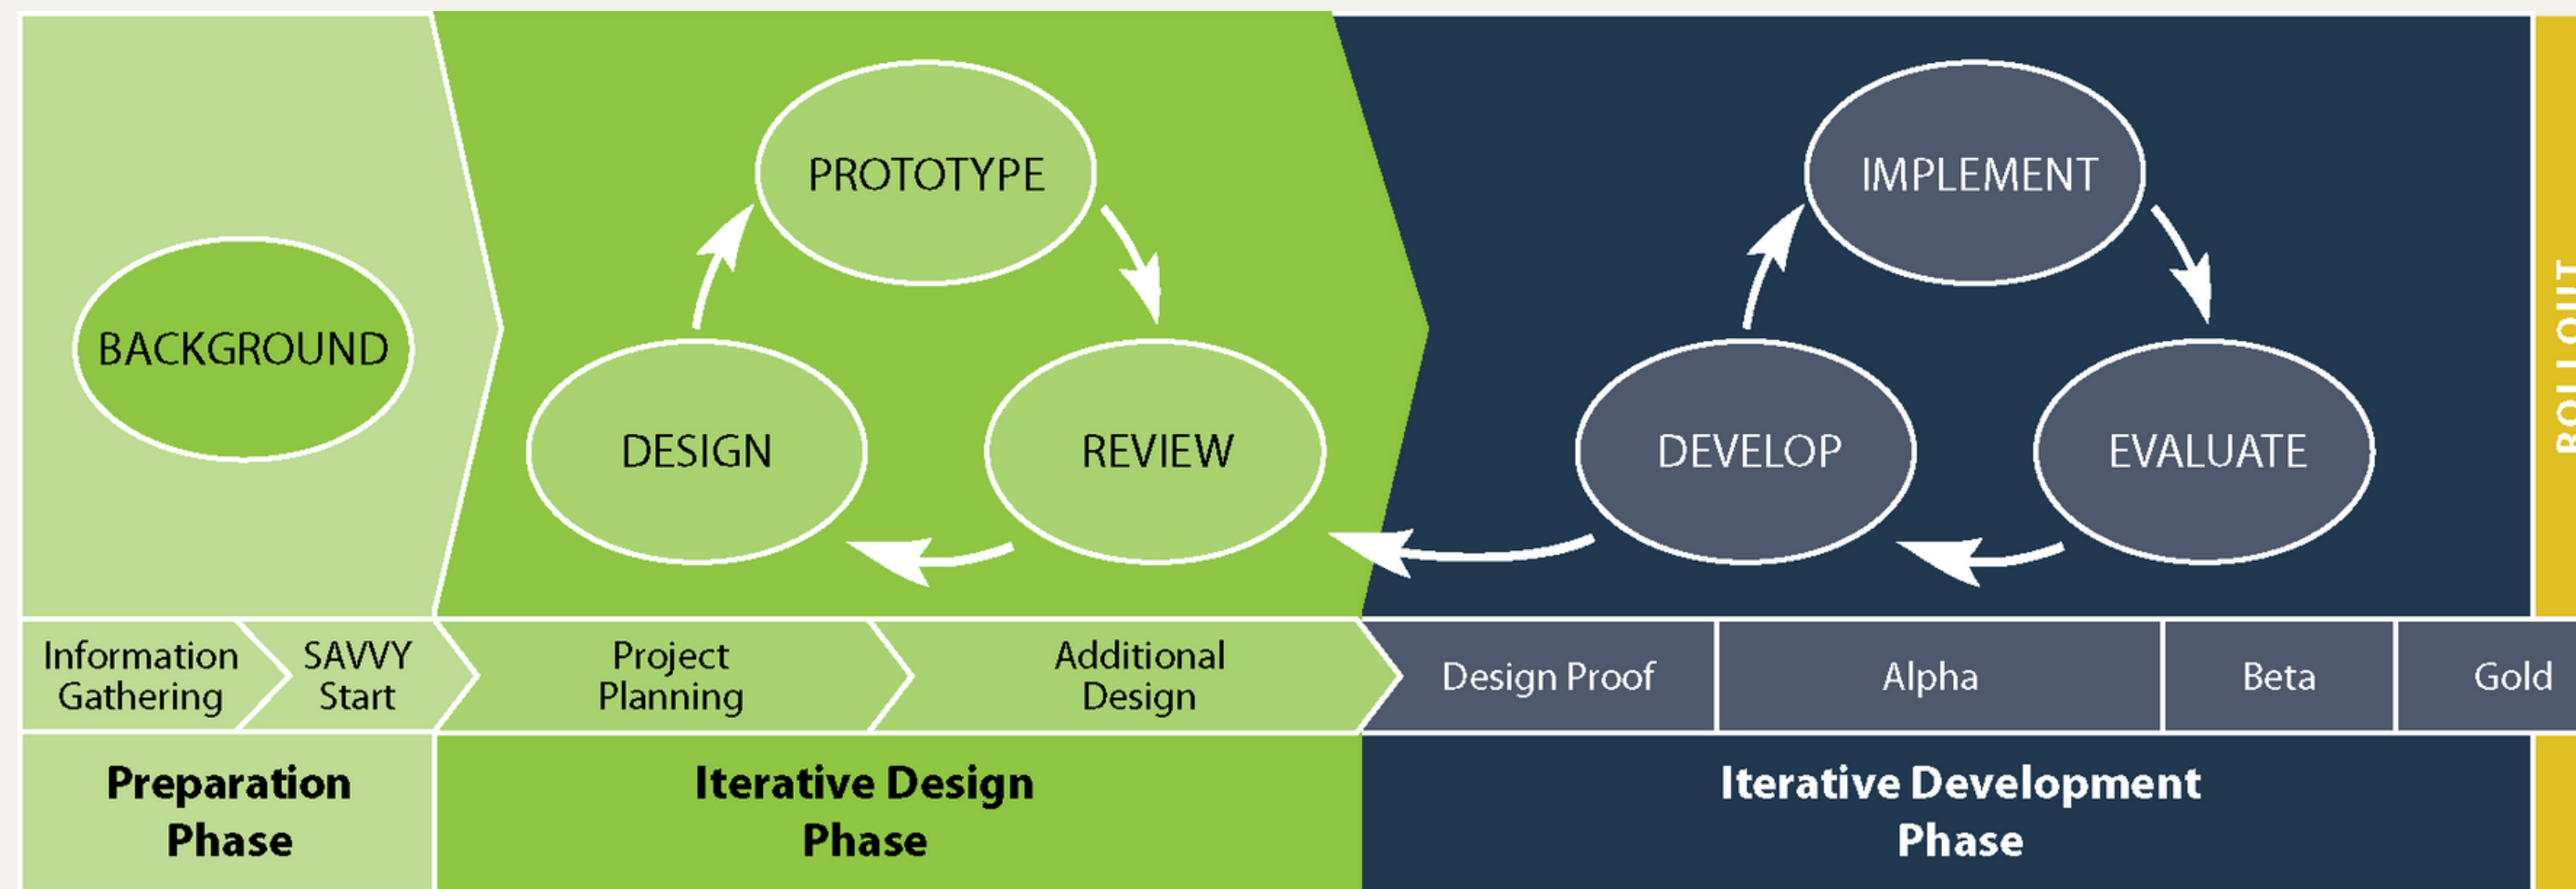 PROTOTYPE
IMPLEMENT
BACKGROUND
DESIGN
REVIEW
DEVELOP
EVALUATE
ROLLOUT
Information
Gathering
SAVVY
Start
Project
Planning
Additional
Design
Design Proof
Alpha
Beta
Gold
Preparation
Phase
Iterative Design
Phase
Iterative Development
Phase